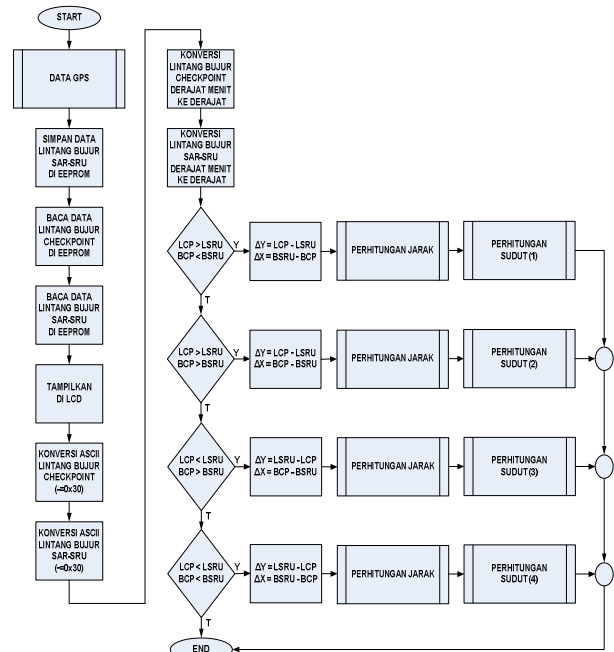 START
DATA GPS
SIMPAN DATA
LINTANG BUJUR
SAR-SRU
DI EEPROM
BACA DATA
LINTANG BUJUR
CHECKPOINT
DI EEPROM
BACA DATA
LINTANG BUJUR
SAR-SRU
DI EEPROM
TAMPILKAN
DI LCD
KONVERSI ASCII
LINTANG BUJUR
CHECKPOINT
(-=0x30)
KONVERSI ASCII
LINTANG BUJUR
SAR-SRU
(-=0x30)
KONVERSI
LINTANG BUJUR
CHECKPOINT
DERAJAT MENIT
KE DERAJAT
KONVERSI
LINTANG BUJUR
SAR-SRU
DERAJAT MENIT
KE DERAJAT
LCP > LSRU
BCP < BSRU
Y
T
ΔY = LCP - LSRU
ΔX = BSRU - BCP
PERHITUNGAN JARAK
PERHITUNGAN
SUDUT (1)
LCP > LSRU
BCP > BSRU
Y
T
ΔY = LCP - LSRU
ΔX = BCP - BSRU
PERHITUNGAN JARAK
PERHITUNGAN
SUDUT (2)
LCP < LSRU
BCP > BSRU
Y
T
ΔY = LSRU - LCP
ΔX = BCP - BSRU
PERHITUNGAN JARAK
PERHITUNGAN
SUDUT (3)
LCP < LSRU
BCP < BSRU
Y
T
ΔY = LSRU - LCP
ΔX = BSRU - BCP
PERHITUNGAN JARAK
PERHITUNGAN
SUDUT (4)
END